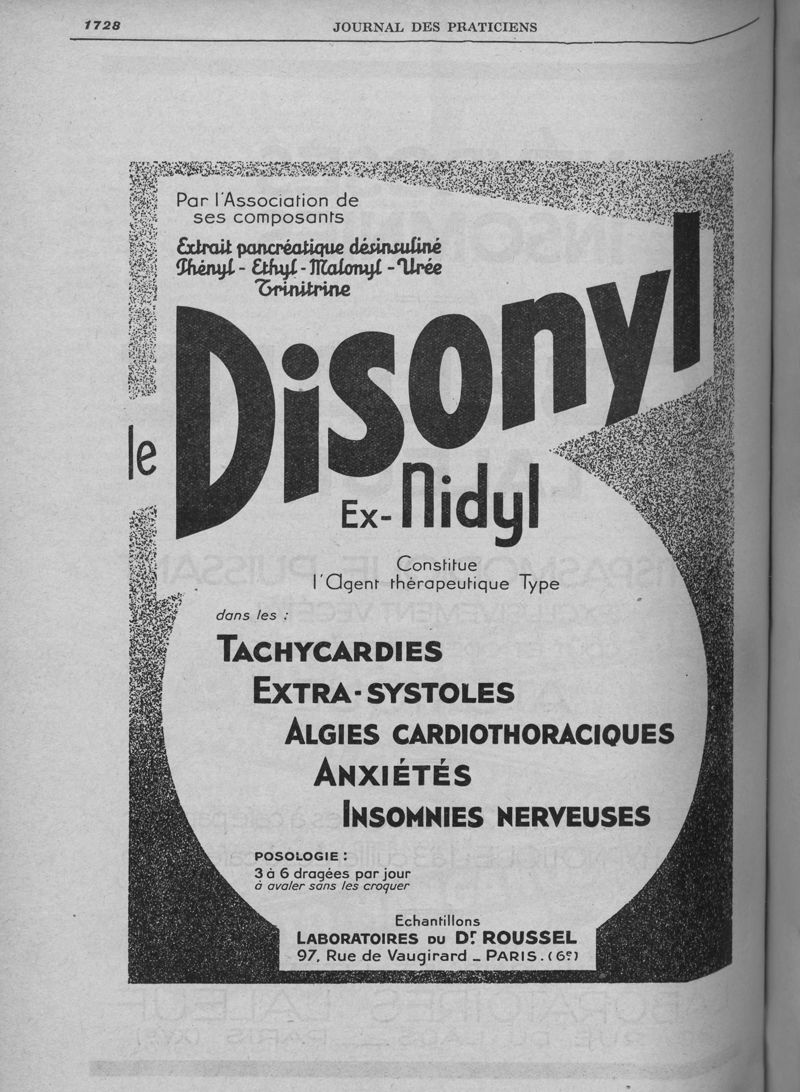 1728
JOURNAL DES PRATICIENS
Par l'Association de
ses composants
Extrait pancréatique désinsuliné
Phényl - Ethyl - Malonyl - Urée
Trinitrine
le
Disonyl
Ex-Nidyl
Constitue
l'Agent thérapeutique Type
dans les :
TACHYCARDIES
EXTRA-SYSTOLES
ALGIES CARDIOTHORACIQUES
ANXIÉTÉS
INSOMNIES NERVEUSES
POSOLOGIE :
3 à 6 dragées par jour
à avaler sans les croquer
Echantillons
LABORATOIRES DU Dr ROUSSEL
97, Rue de Vaugirard _ PARIS. (6e)